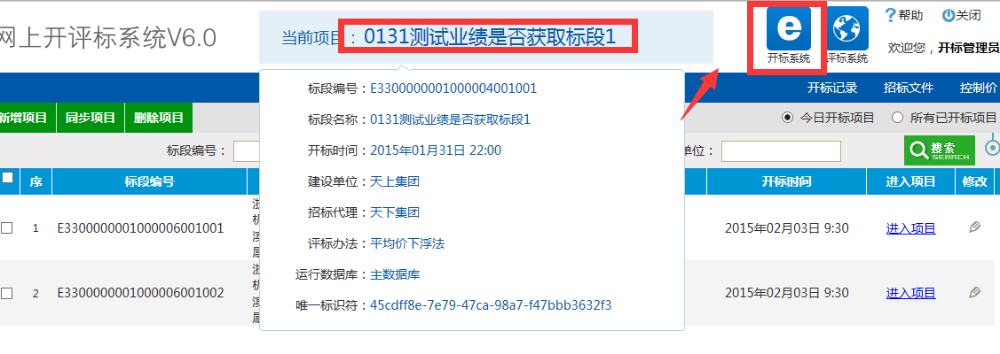 网上开评标系统V6.0
当前项目：0131测试业绩是否获取标段1
开标系统
评标系统
帮助
关闭
欢迎您，开标管理员
开标记录 招标文件 控制价
新增项目 同步项目 删除项目
今日开标项目 所有已开标项目
标段编号：
单位：
搜索
SEARCH
序 标段编号 开标时间 进入项目 修改
1 E3300000001000006001001 2015年02月03日 9:30 进入项目
2 E3300000001000006001002 2015年02月03日 9:30 进入项目
标段编号：E3300000001000004001001
标段名称：0131测试业绩是否获取标段1
开标时间：2015年01月31日 22:00
建设单位：天上集团
招标代理：天下集团
评标办法：平均价下浮法
运行数据库：主数据库
唯一标识符：45cdff8e-7e79-47ca-98a7-f47bbb3632f3